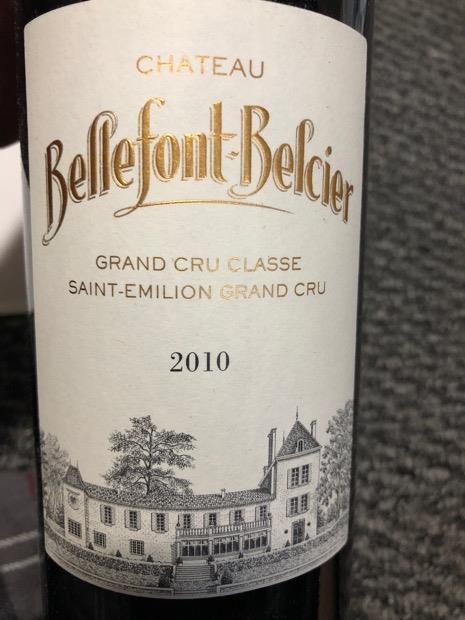 CHATEAU
Bellefont-Belcier
GRAND CRU CLASSE
SAINT-EMILION GRAND CRU
2010